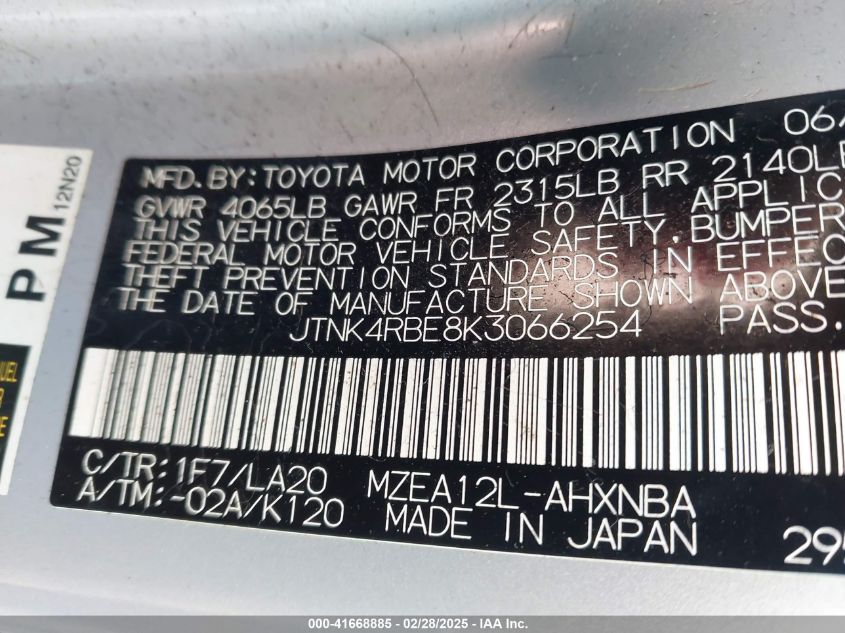 PM
12N20
MFD. BY: TOYOTA MOTOR CORPORATION 06/
GVWR 4065LB GAWR FR 2315LB RR 2140LB
THIS VEHICLE CONFORMS TO ALL APPLIC
FEDERAL MOTOR VEHICLE SAFETY, BUMPER
THEFT PREVENTION STANDARDS IN EFFEC
THE DATE OF MANUFACTURE SHOWN ABOVE
JTNK4RBE8K3066254 PASS.
C/TR: 1F7/LA20 MZEA12L-AHXNBA
A/TM: -02A/K120 MADE IN JAPAN 29
000-41668885 - 02/28/2025 - IAA Inc.